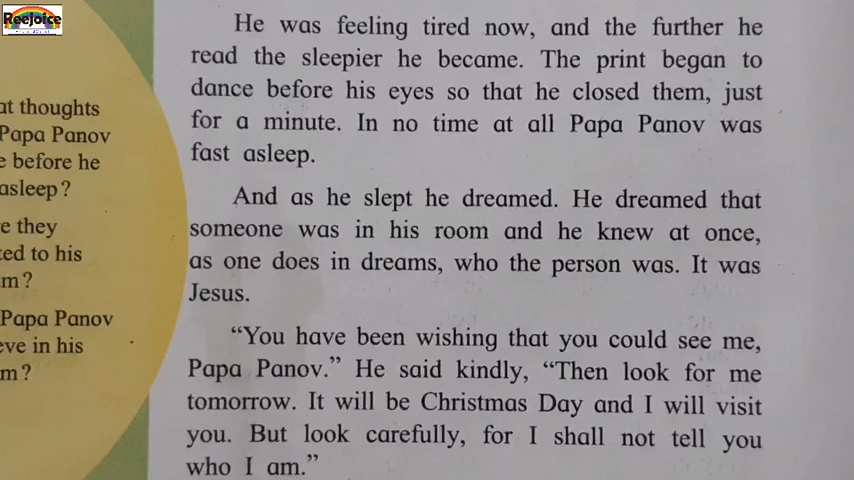 Reejoice
at thoughts
Papa Panov
e before he
asleep?
e they
ted to his
m?
Papa Panov
eve in his
m?
He was feeling tired now, and the further he
read the sleepier he became. The print began to
dance before his eyes so that he closed them, just
for a minute. In no time at all Papa Panov was
fast asleep.
And as he slept he dreamed. He dreamed that
someone was in his room and he knew at once,
as one does in dreams, who the person was. It was
Jesus.
“You have been wishing that you could see me,
Papa Panov.” He said kindly, “Then look for me
tomorrow. It will be Christmas Day and I will visit
you. But look carefully, for I shall not tell you
who I am.”